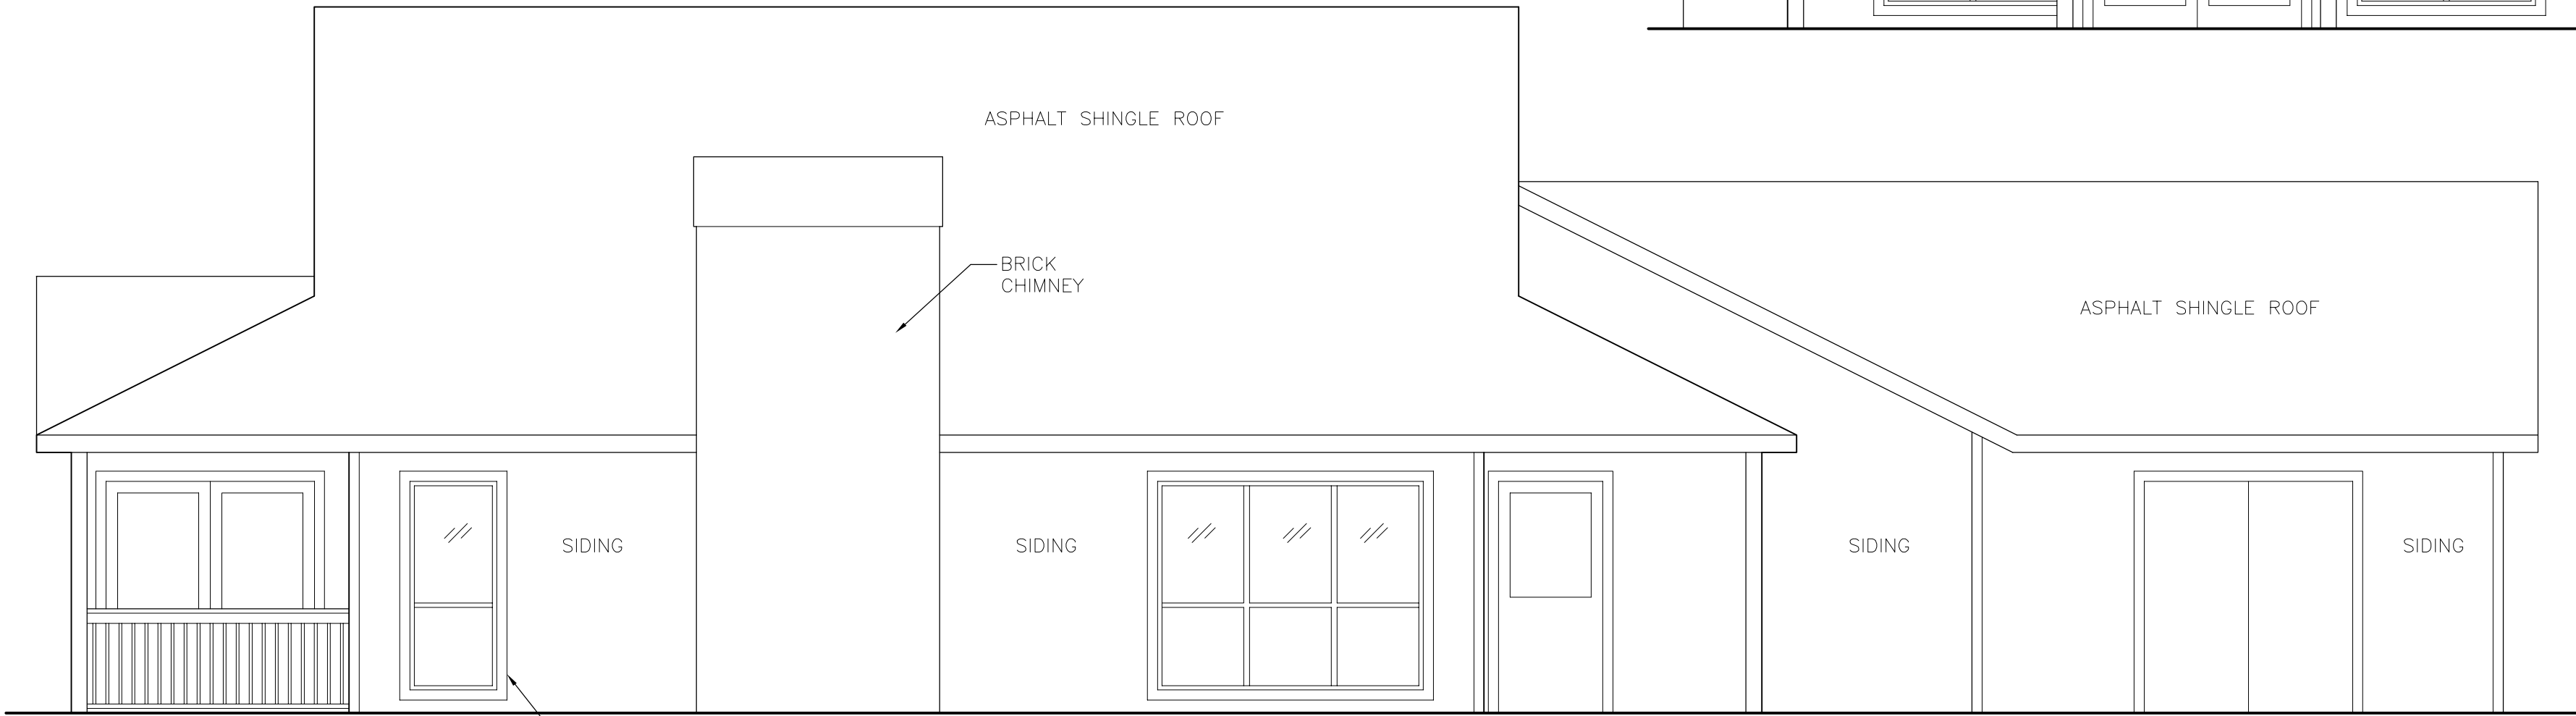 ASPHALT SHINGLE ROOF
BRICK
CHIMNEY
ASPHALT SHINGLE ROOF
SIDING
SIDING
SIDING
SIDING